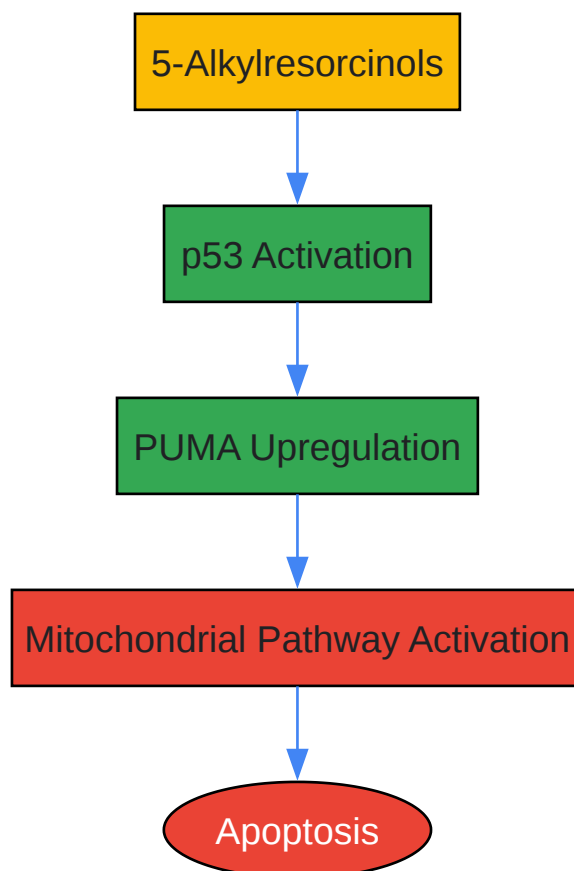 5-Alkylresorcinols
p53 Activation
PUMA Upregulation
Mitochondrial Pathway Activation
Apoptosis